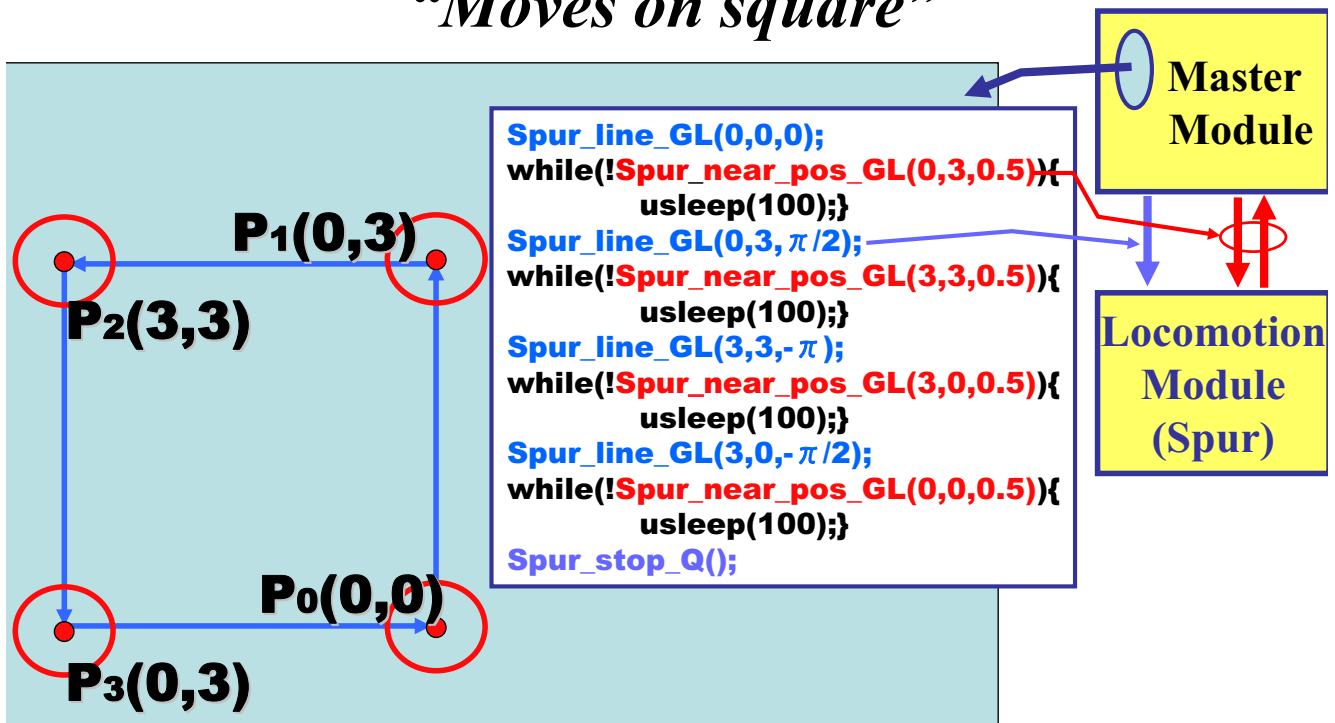 “Moves on square”
Master
Module
Spur_line_GL(0,0,0);
while(!Spur_near_pos_GL(0,3,0.5)){
usleep(100);}
Spur_line_GL(0,3,π/2);
while(!Spur_near_pos_GL(3,3,0.5)){
usleep(100);}
Spur_line_GL(3,3,-π);
while(!Spur_near_pos_GL(3,0,0.5)){
usleep(100);}
Spur_line_GL(3,0,-π/2);
while(!Spur_near_pos_GL(0,0,0.5)){
usleep(100);}
Spur_stop_Q();
Locomotion
Module
(Spur)
P1(0,3)
P2(3,3)
P0(0,0)
P3(0,3)